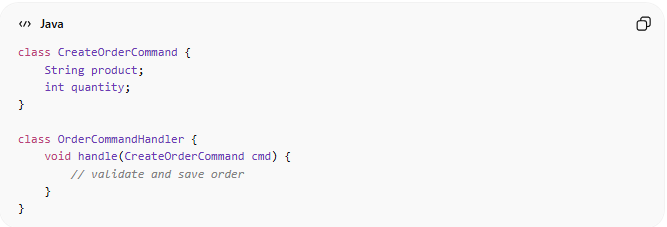 </> Java
class CreateOrderCommand {
    String product;
    int quantity;
}

class OrderCommandHandler {
    void handle(CreateOrderCommand cmd) {
        // validate and save order
    }
}